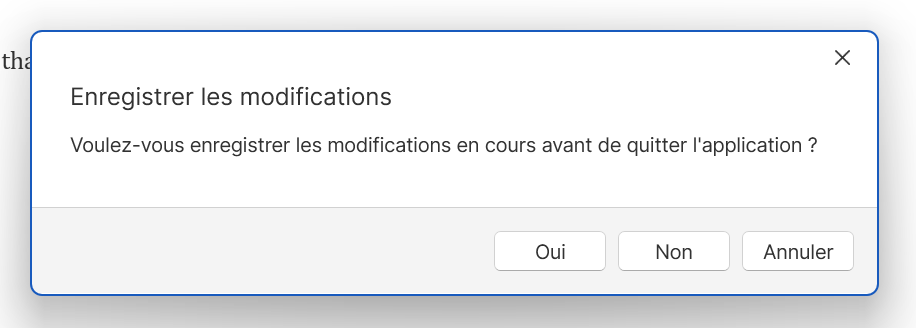 tha
Enregistrer les modifications
Voulez-vous enregistrer les modifications en cours avant de quitter l'application ?
Oui
Non
Annuler